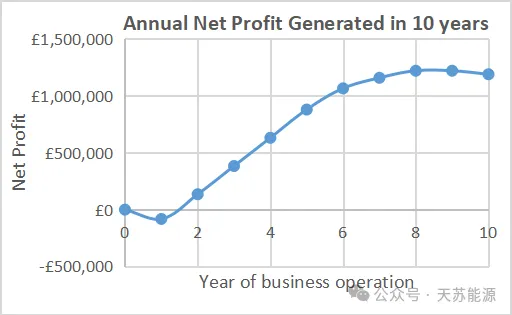 Annual Net Profit Generated in 10 years
£1,500,000
£1,000,000
£500,000
£0
-£500,000
Net Profit
0 2 4 6 8 10
Year of business operation
公众号 · 天苏能源